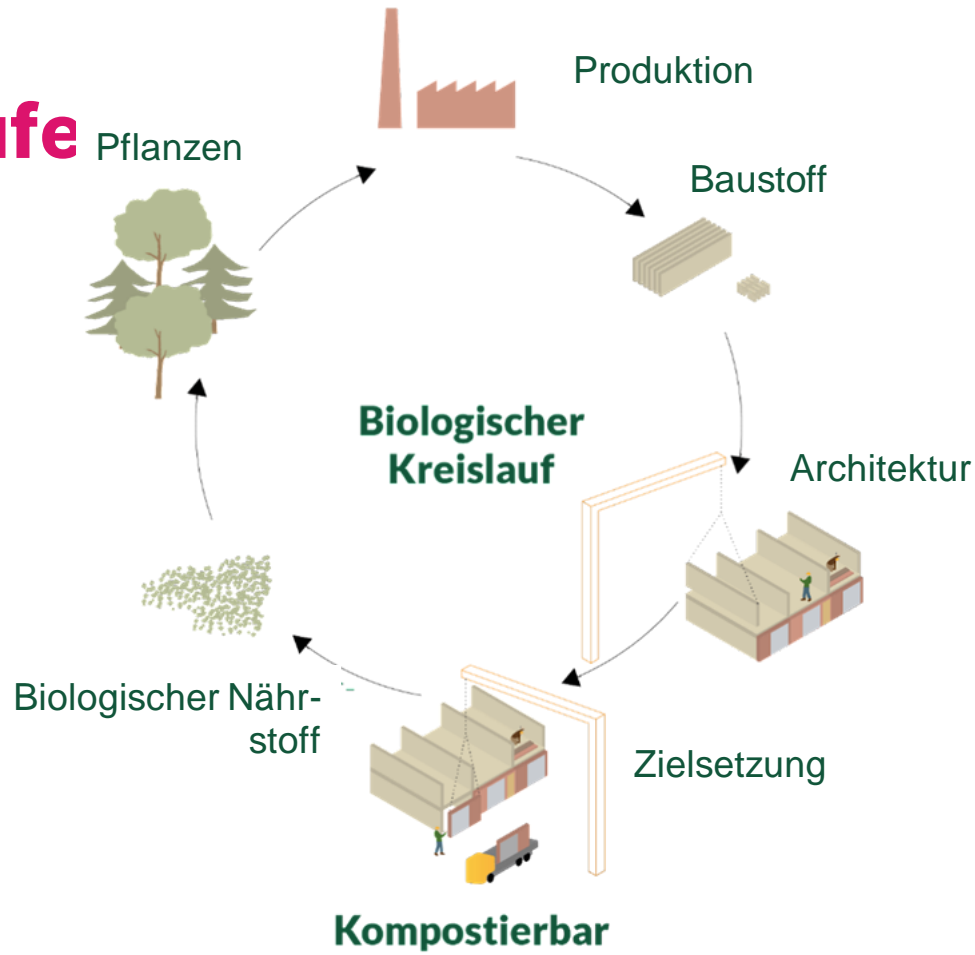 Produktion
ufe
Pflanzen
Baustoff
Biologischer
Kreislauf
Architektur
Biologischer Nähr-
stoff
Zielsetzung
Kompostierbar